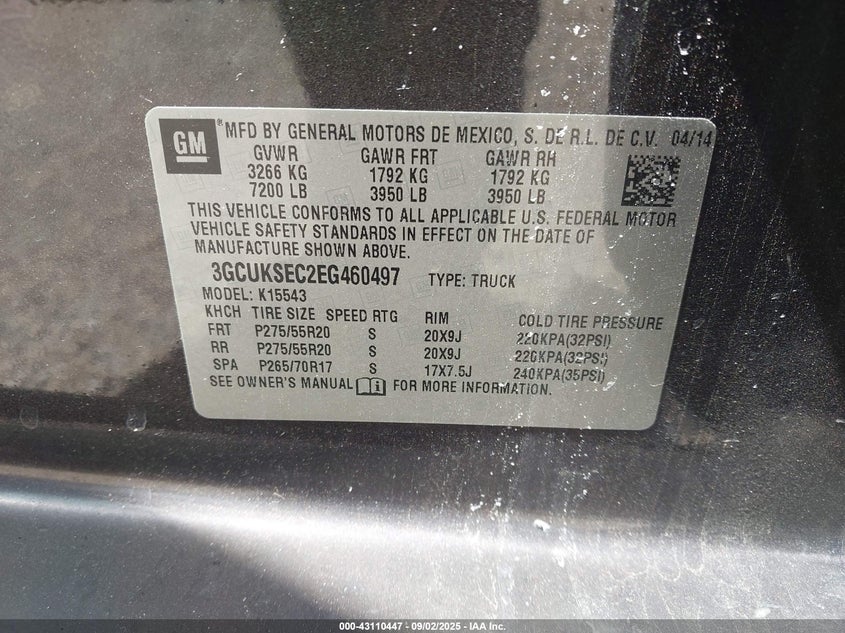 GM ® MFD BY GENERAL MOTORS DE MEXICO, S. DE R.L. DE C.V. 04/14
GVWR GAWR FRT GAWR RH
3266 KG 1792 KG 1792 KG
7200 LB 3950 LB 3950 LB
THIS VEHICLE CONFORMS TO ALL APPLICABLE U.S. FEDERAL MOTOR
VEHICLE SAFETY STANDARDS IN EFFECT ON THE DATE OF
MANUFACTURE SHOWN ABOVE.
3GCUKSEC2EG460497 TYPE: TRUCK
MODEL: K15543
KHCH TIRE SIZE SPEED RTG RIM COLD TIRE PRESSURE
FRT P275/55R20 S 20X9J 220KPA(32PSI)
RR P275/55R20 S 20X9J 220KPA(32PSI)
SPA P265/70R17 S 17X7.5J 240KPA(35PSI)
SEE OWNER'S MANUAL FOR MORE INFORMATION.
000-43110447 - 09/02/2025 - IAA Inc.